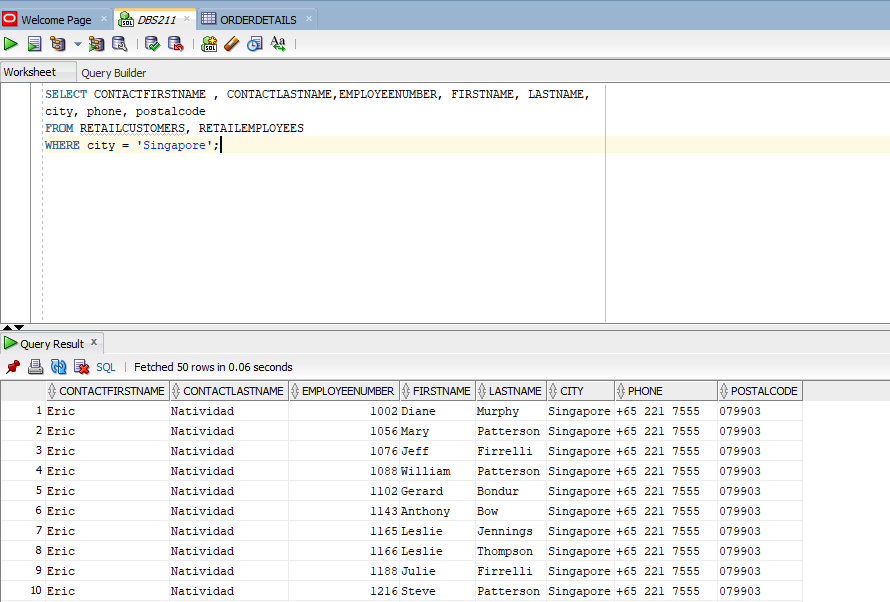 Welcome Page × DBS211 × ORDERDETAILS ×
SQL
Aa
Worksheet Query Builder
SELECT CONTACTFIRSTNAME , CONTACTLASTNAME,EMPLOYEENUMBER, FIRSTNAME, LASTNAME,
city, phone, postalcode
FROM RETAILCUSTOMERS, RETAILEMPLOYEES
WHERE city = 'Singapore';
Query Result ×
SQL | Fetched 50 rows in 0.06 seconds
CONTACTFIRSTNAME CONTACTLASTNAME EMPLOYEENUMBER FIRSTNAME LASTNAME CITY PHONE POSTALCODE
1 Eric Natividad 1002 Diane Murphy Singapore +65 221 7555 079903
2 Eric Natividad 1056 Mary Patterson Singapore +65 221 7555 079903
3 Eric Natividad 1076 Jeff Firrelli Singapore +65 221 7555 079903
4 Eric Natividad 1088 William Patterson Singapore +65 221 7555 079903
5 Eric Natividad 1102 Gerard Bondur Singapore +65 221 7555 079903
6 Eric Natividad 1143 Anthony Bow Singapore +65 221 7555 079903
7 Eric Natividad 1165 Leslie Jennings Singapore +65 221 7555 079903
8 Eric Natividad 1166 Leslie Thompson Singapore +65 221 7555 079903
9 Eric Natividad 1188 Julie Firrelli Singapore +65 221 7555 079903
10 Eric Natividad 1216 Steve Patterson Singapore +65 221 7555 079903